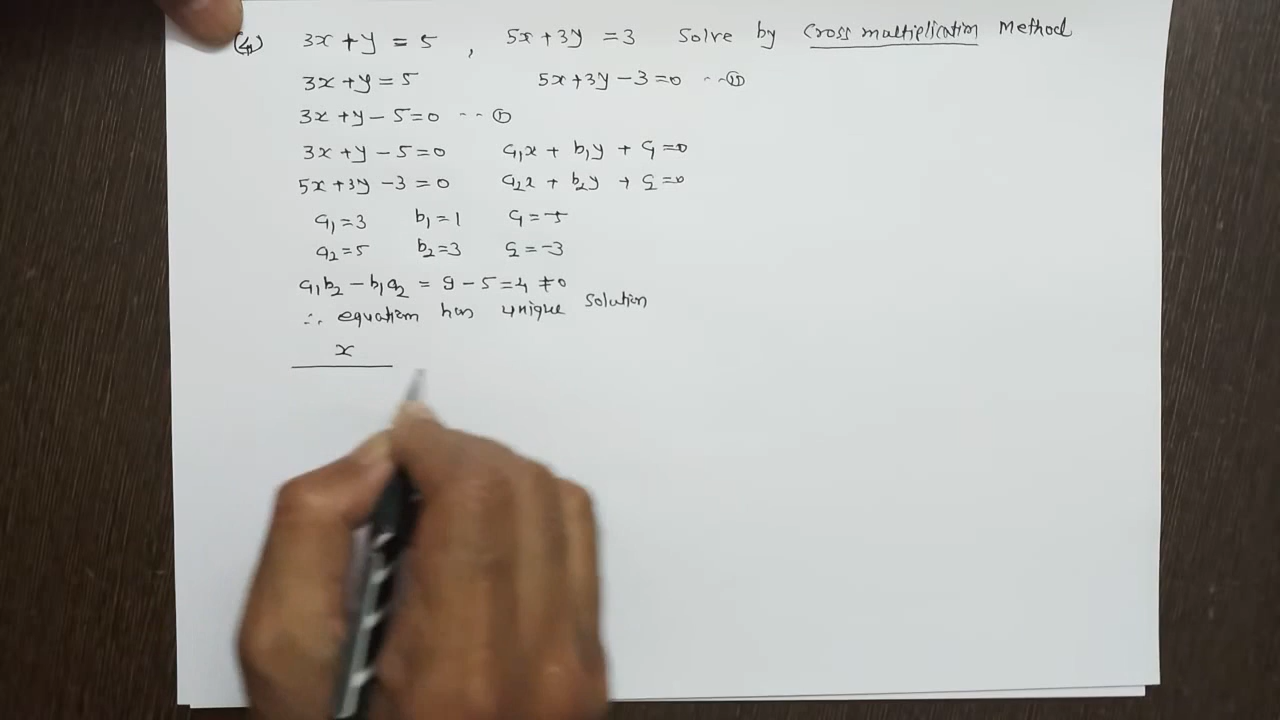 (4) 3x + y = 5 , 5x + 3y = 3 Solve by Cross multiplication Method
3x + y = 5 5x + 3y - 3 = 0 --- (II)
3x + y - 5 = 0 --- (I)
3x + y - 5 = 0 a₁x + b₁y + c₁ = 0
5x + 3y - 3 = 0 a₂x + b₂y + c₂ = 0
a₁ = 3 b₁ = 1 c₁ = -5
a₂ = 5 b₂ = 3 c₂ = -3
a₁b₂ - b₁a₂ = 9 - 5 = 4 ≠ 0
∴ equation has unique solution
x